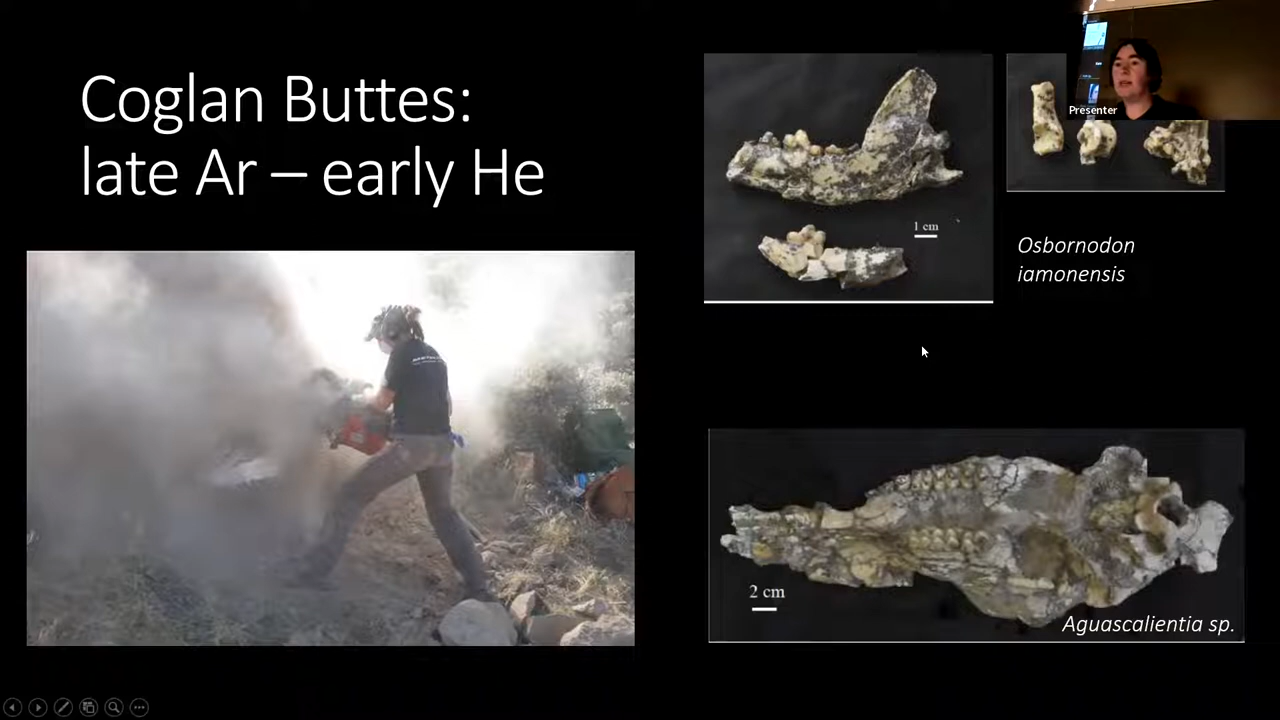 Coglan Buttes:
late Ar – early He
Presenter
1 cm
Osbornodon
iamonensis
2 cm
Aguascalientia sp.